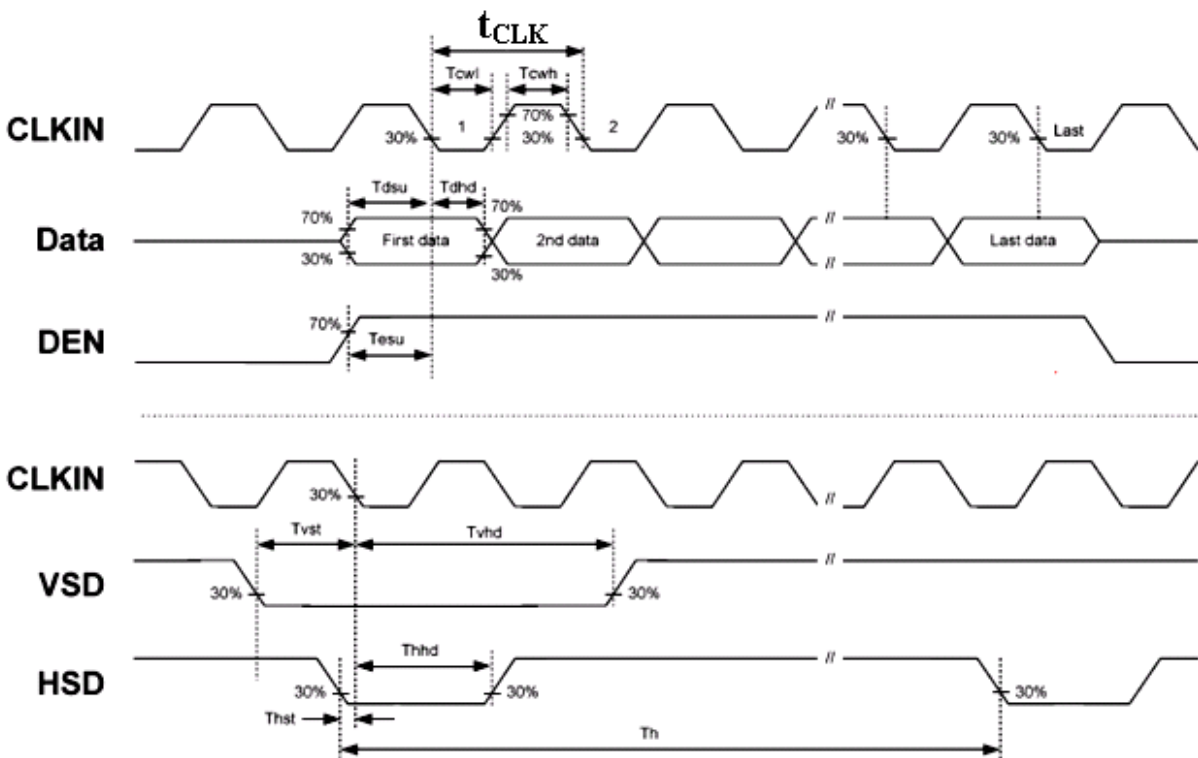 tCLK
Tcwl Tcwh
CLKIN 30% 1 70% 30% 2 // 30% 30% Last
Tdsu Tdhd
70% 70%
Data First data 2nd data // Last data
30% 30%
DEN 70% //
Tesu
CLKIN 30% //
Tvst Tvhd
VSD 30% 30% //
Thhd
HSD 30% 30% // 30%
Thst
Th